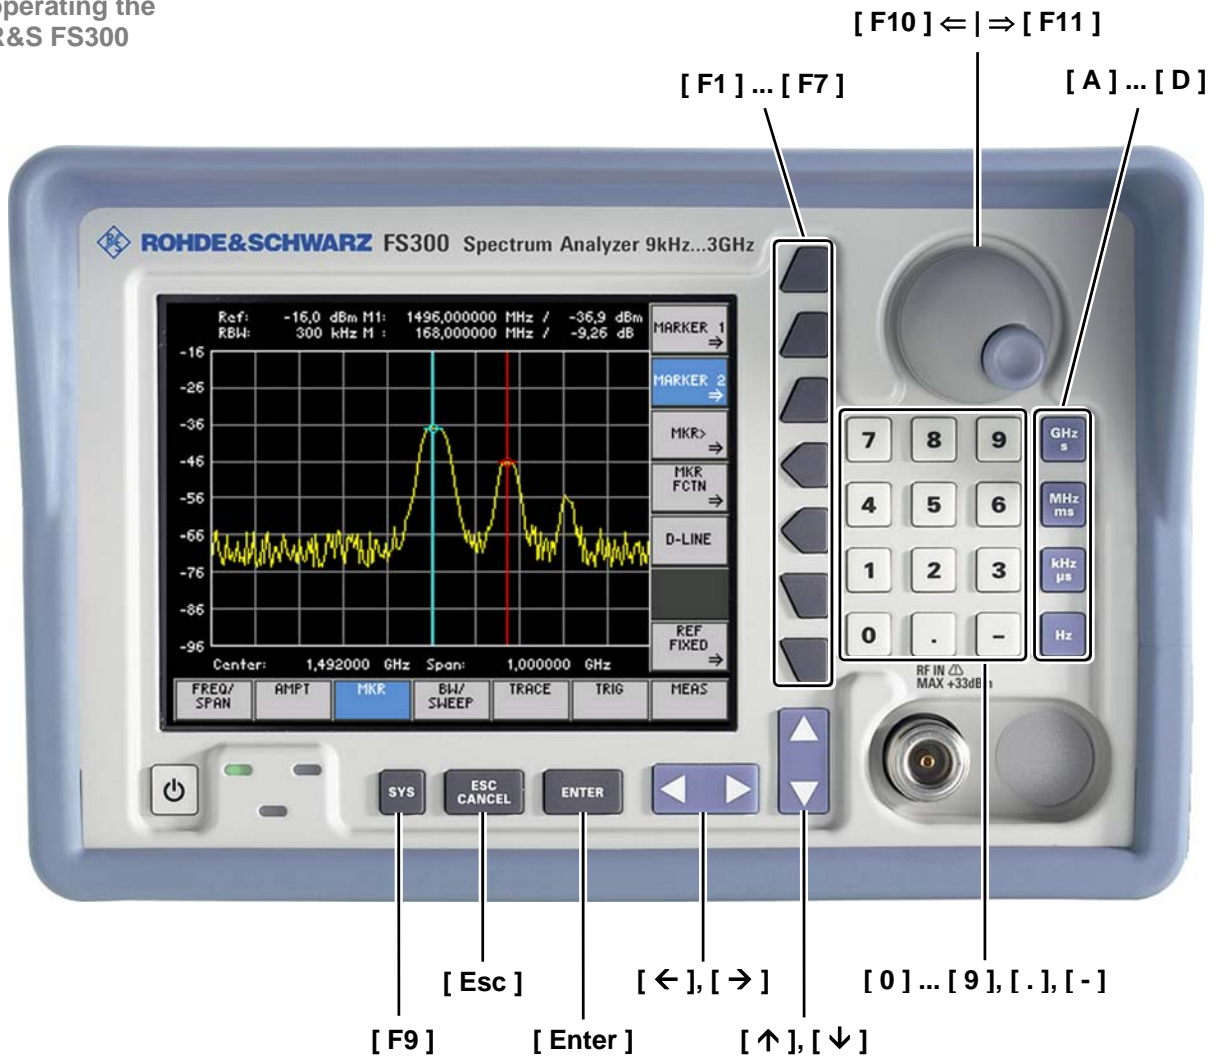 operating the
R&S FS300
[ F10 ] ⇐ | ⇒ [ F11 ]
[ F1 ] ... [ F7 ]
[ A ] ... [ D ]
ROHDE&SCHWARZ FS300 Spectrum Analyzer 9kHz...3GHz
Ref: -16,0 dBm M1: 1496,000000 MHz / -36,9 dBm
RBW: 300 kHz M : 168,000000 MHz / -9,26 dB
-16
-26
-36
-46
-56
-66
-76
-86
-96
Center: 1,492000 GHz Span: 1,000000 GHz
MARKER 1
⇒
MARKER 2
⇒
MKR>
⇒
MKR
FCTN
⇒
D-LINE
REF
FIXED
⇒
FREQ/
SPAN
AMPT
MKR
BW/
SWEEP
TRACE
TRIG
MEAS
7 8 9
GHz
s
4 5 6
MHz
ms
1 2 3
kHz
µs
0 . –
Hz
RF IN
MAX +33dBm
SYS
ESC
CANCEL
ENTER
[ Esc ]
[ ← ], [ → ]
[ 0 ] ... [ 9 ], [ . ], [ - ]
[ F9 ]
[ Enter ]
[ ↑ ], [ ↓ ]